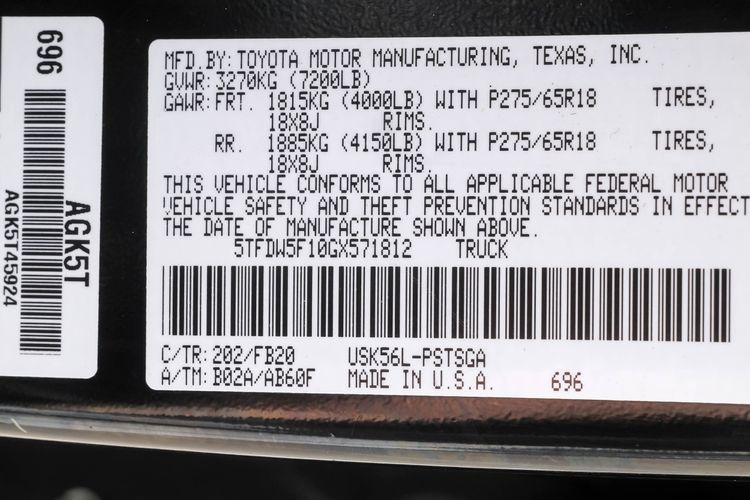 696
AGK5T
AGK5T45924
MFD.BY: TOYOTA MOTOR MANUFACTURING, TEXAS, INC.
GVWR: 3270KG (7200LB)
GAWR: FRT. 1815KG (4000LB) WITH P275/65R18 TIRES,
18X8J RIMS.
RR. 1885KG (4150LB) WITH P275/65R18 TIRES,
18X8J RIMS.
THIS VEHICLE CONFORMS TO ALL APPLICABLE FEDERAL MOTOR
VEHICLE SAFETY AND THEFT PREVENTION STANDARDS IN EFFECT
THE DATE OF MANUFACTURE SHOWN ABOVE.
5TFDW5F10GX571812 TRUCK
C/TR: 202/FB20 USK56L-PSTSGA
A/TM: B02A/AB60F MADE IN U.S.A. 696